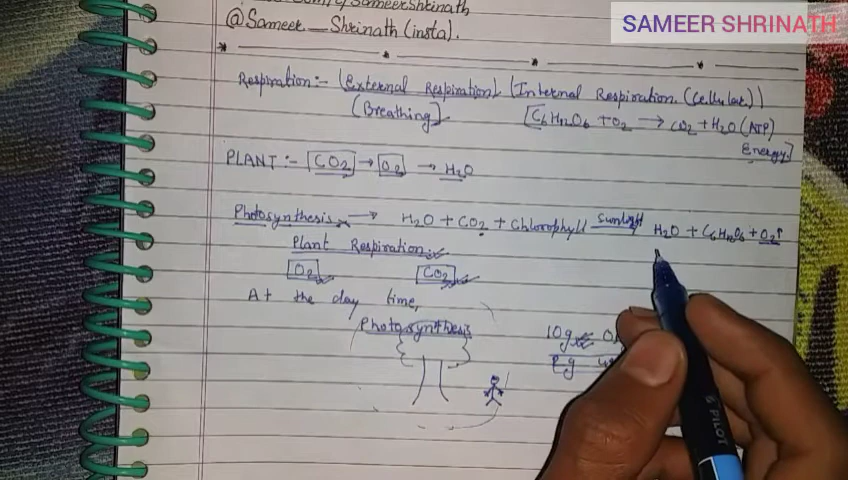 SAMEER SHRINATH
@Sameer_Shrinath (insta).
Respiration:- (External Respiration) (Internal Respiration (Cellular))
(Breathing) [C6H12O6 + O2 → CO2 + H2O (ATP)
Energy]
PLANT :- CO2 → O2 → H2O
Photosynthesis → H2O + CO2 + Chlorophyll Sunlight H2O + C6H12O6 + O2↑
Plant Respiration
O2 CO2
At the day time,
Photosynthesis 10g
PILOT